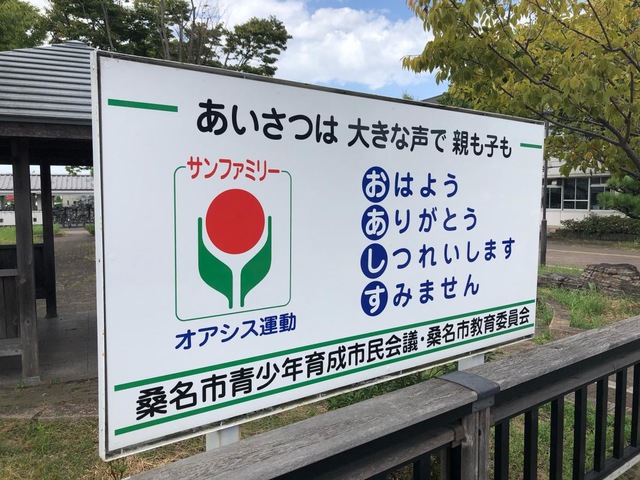 あいさつは 大きな声で 親も子も
サンファミリー
オアシス運動
おはよう
ありがとう
しつれいします
すみません
桑名市青少年育成市民会議・桑名市教育委員会